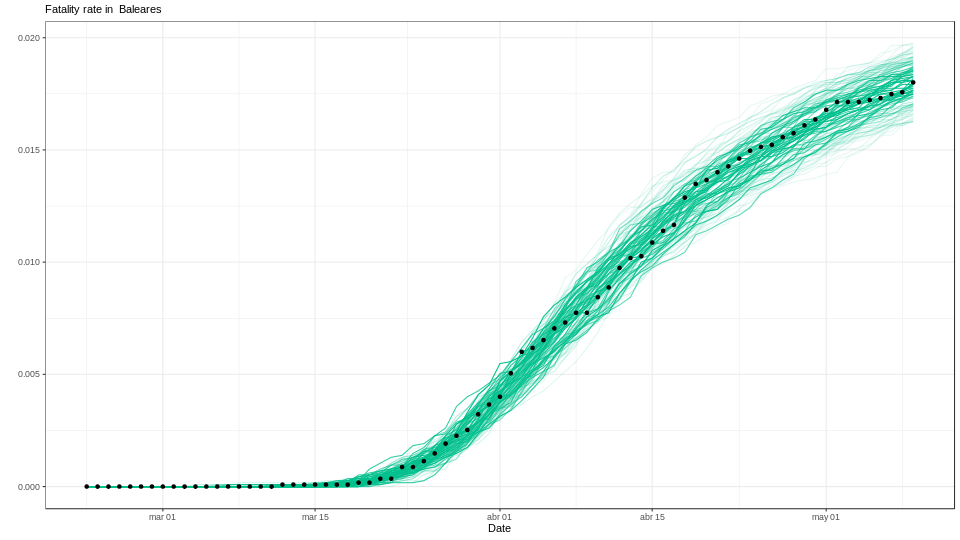 Fatality rate in  Baleares
0.020
0.015
0.010
0.005
0.000
mar 01
mar 15
abr 01
abr 15
may 01
Date